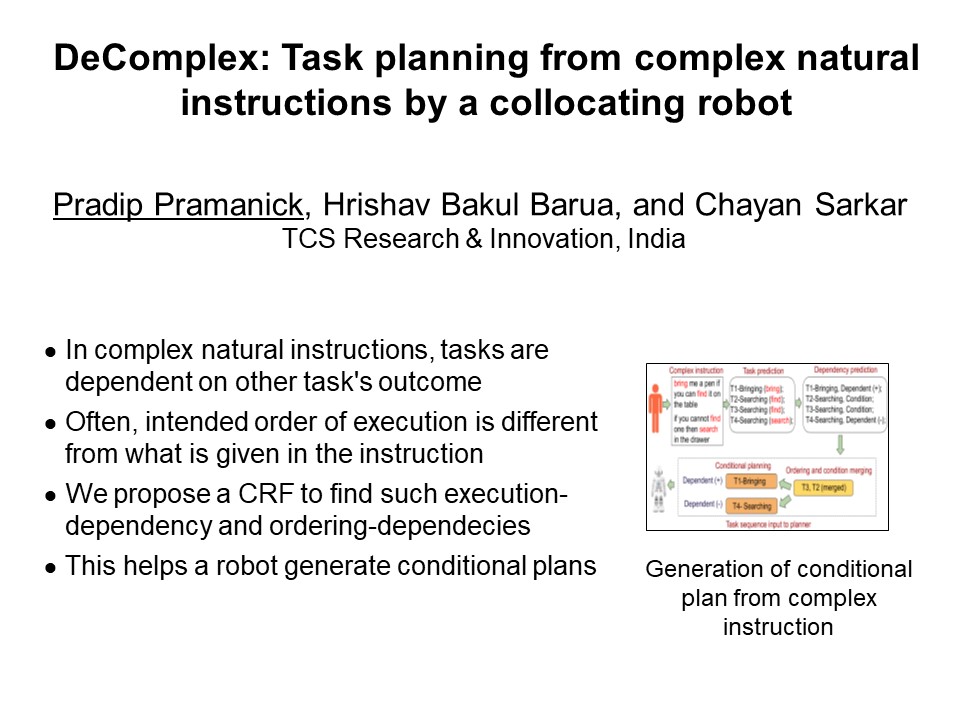 DeComplex: Task planning from complex natural
instructions by a collocating robot
Pradip Pramanick, Hrishav Bakul Barua, and Chayan Sarkar
TCS Research & Innovation, India
● In complex natural instructions, tasks are
dependent on other task's outcome
● Often, intended order of execution is different
from what is given in the instruction
● We propose a CRF to find such execution-
dependency and ordering-dependecies
● This helps a robot generate conditional plans
Complex instruction
bring me a pen if
you can find it on
the table
if you cannot find
one then search
in the drawer
Task prediction
T1-Bringing (bring);
T2-Searching (find);
T3-Searching (find);
T4-Searching (search);
Dependency prediction
T1-Bringing, Dependent (+);
T2-Searching, Condition;
T3-Searching, Condition;
T4-Searching, Dependent (-);
Conditional planning
Ordering and condition merging
Dependent (+)
T1-Bringing
T3, T2 (merged)
Dependent (-)
T4- Searching
Task sequence input to planner
Generation of conditional
plan from complex
instruction